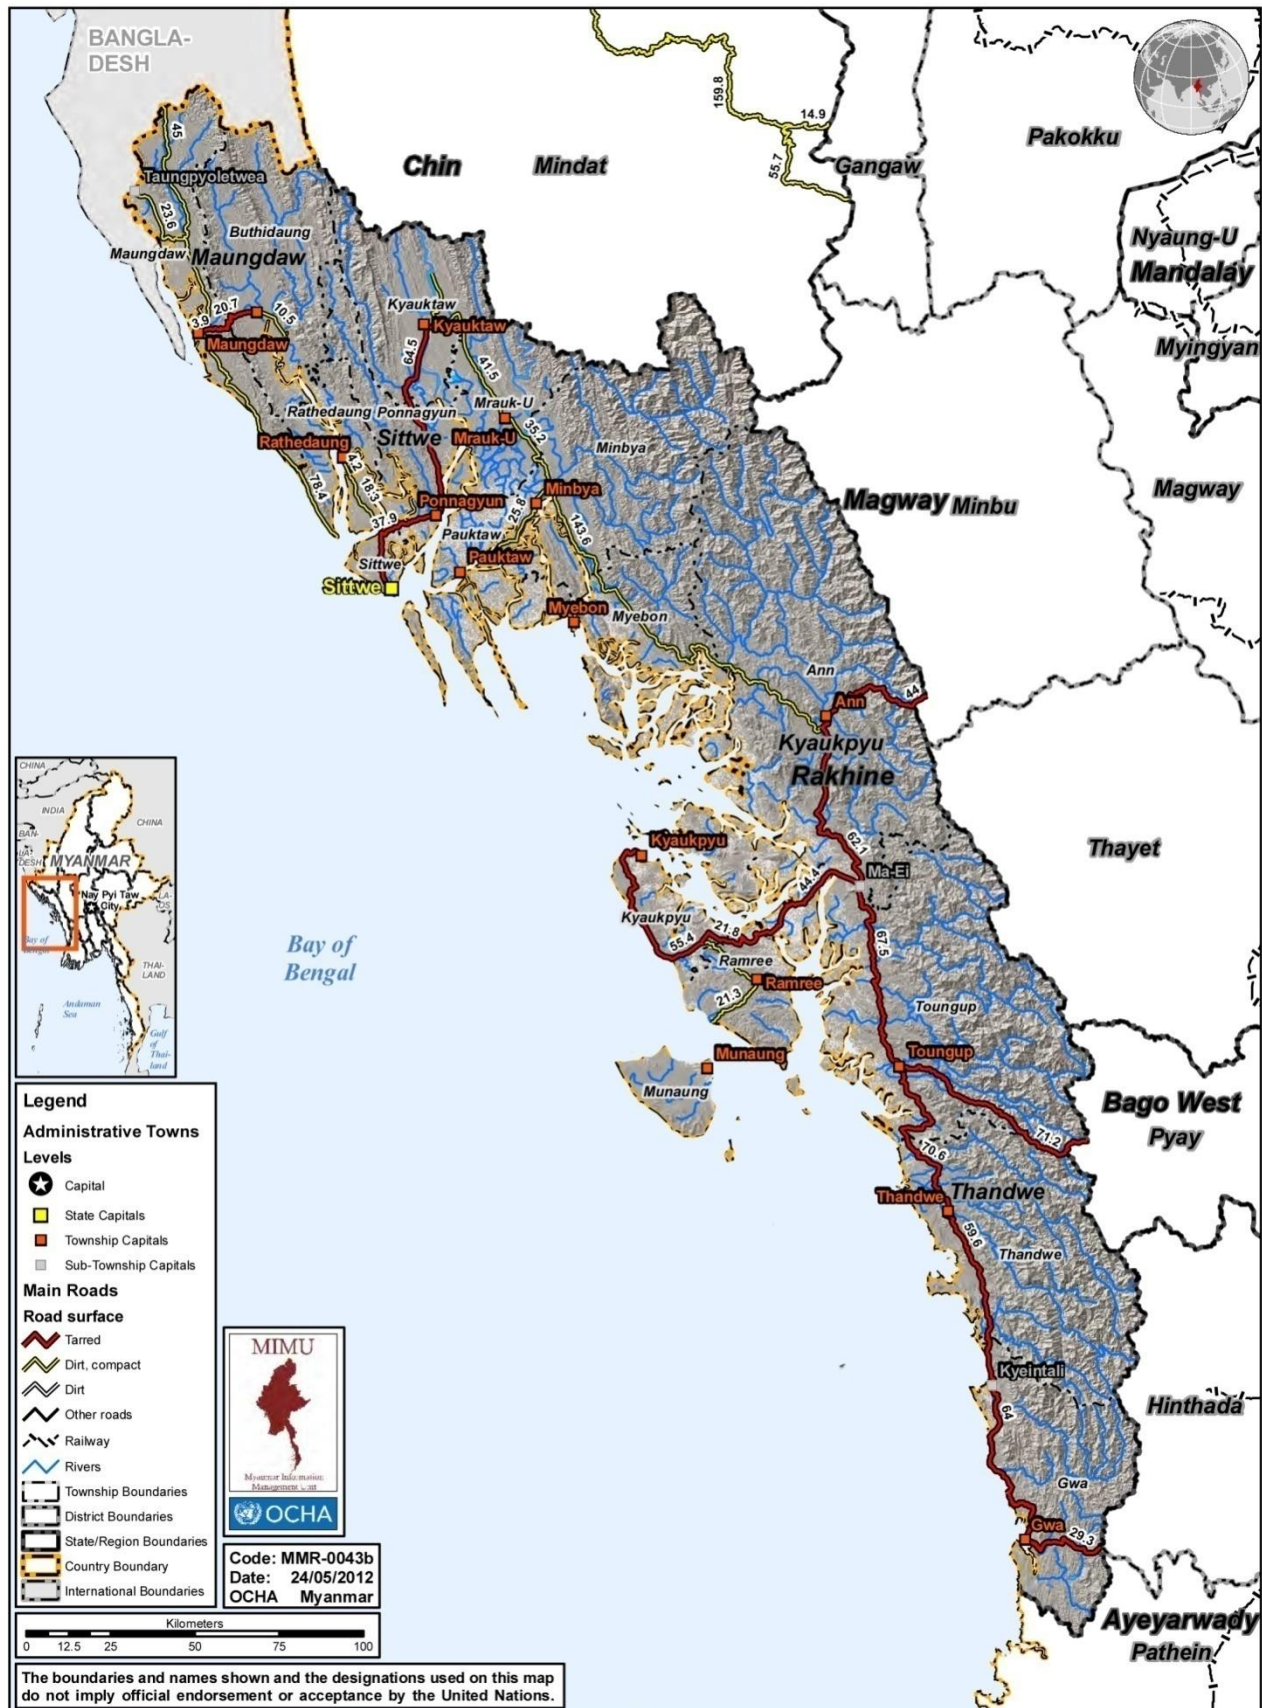 BANGLA-
DESH
159.8
14.9
55.7
Chin
Mindat
Gangaw
Pakokku
Nyaung-U
Mandalay
Myingyan
45
Taungpyoletwea
23.6
Buthidaung
Maungdaw
Maungdaw
3.9
20.7
10.5
Maungdaw
Kyauktaw
Kyauktaw
64.5
41.5
Mrauk-U
Rathedaung
Ponnagyun
Sittwe
Mrauk-U
35.2
Rathedaung
4.2
18.3
78.4
Minbya
Minbya
Ponnagyun
25.8
37.9
143.6
Pauktaw
Pauktaw
Sittwe
Sittwe
Myebon
Myebon
Magway
Minbu
Magway
Ann
44
Ann
Kyaukpyu
Rakhine
62.1
Thayet
Kyaukpyu
Ma-Ei
44.4
Kyaukpyu
21.8
55.4
67.5
Bay of
Bengal
Ramree
Ramree
21.3
Toungup
Toungup
Munaung
Munaung
71.2
Bago West
Pyay
70.6
Thandwe
Thandwe
59.6
Thandwe
Kyeintali
64
Hinthada
Gwa
Gwa
29.3
Ayeyarwady
Pathein
CHINA
INDIA
CHINA
BAN-
DESH
MYANMAR
Nay Pyi Taw
City
LA-
OS
Bay of
Bengal
THAI-
LAND
Andaman
Sea
Gulf
of
Thai-
land
Legend
Administrative Towns
Levels
Capital
State Capitals
Township Capitals
Sub-Township Capitals
Main Roads
Road surface
Tarred
Dirt, compact
Dirt
Other roads
Railway
Rivers
Township Boundaries
District Boundaries
State/Region Boundaries
Country Boundary
International Boundaries
MIMU
Myanmar Information
Management Unit
OCHA
Code: MMR-0043b
Date: 24/05/2012
OCHA Myanmar
Kilometers
0 12.5 25 50 75 100
The boundaries and names shown and the designations used on this map
do not imply official endorsement or acceptance by the United Nations.